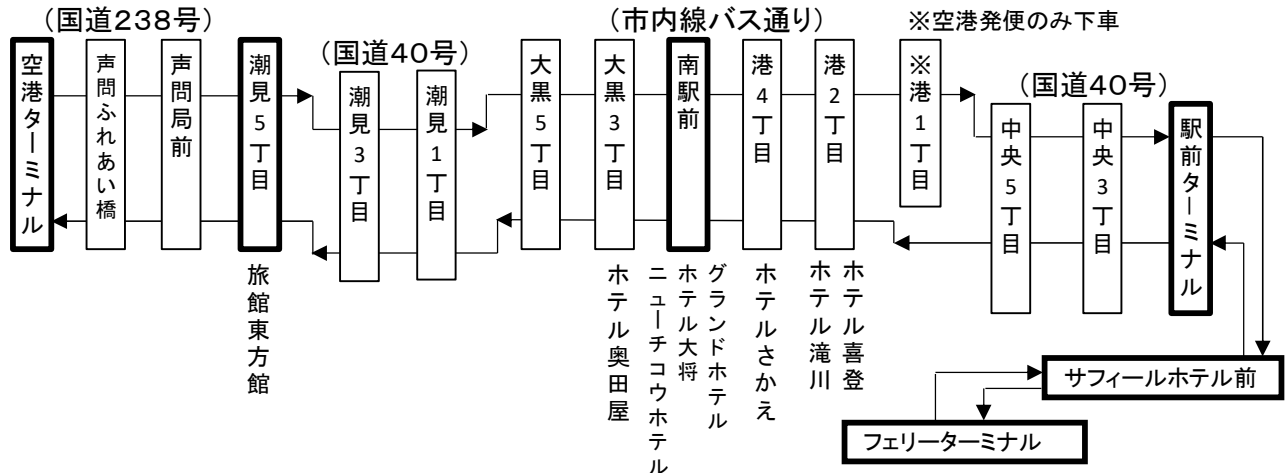 (国道238号)
(国道40号)
(市内線バス通り)
※空港発便のみ下車
(国道40号)
空港ターミナル
声問ふれあい橋
声問局前
潮見5丁目
潮見3丁目
潮見1丁目
大黒5丁目
大黒3丁目
南駅前
港4丁目
港2丁目
※港1丁目
中央5丁目
中央3丁目
駅前ターミナル
旅館東方館
ホテル奥田屋
ニューチコウホテル
ホテル大将
グランドホテル
ホテルさかえ
ホテル滝川
ホテル喜登
サフィールホテル前
フェリーターミナル